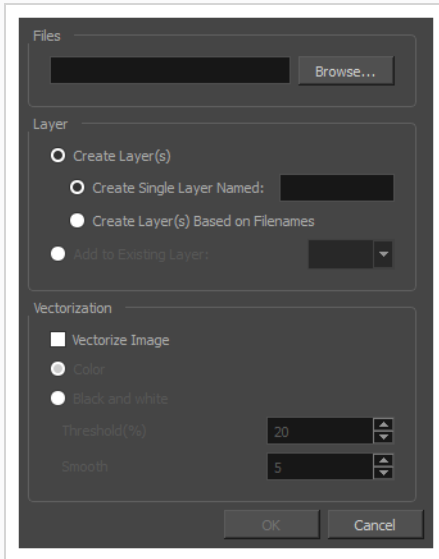 Files
Browse...
Layer
Create Layer(s)
Create Single Layer Named:
Create Layer(s) Based on Filenames
Add to Existing Layer:
Vectorization
Vectorize Image
Color
Black and white
Threshold(%) 20
Smooth 5
OK Cancel